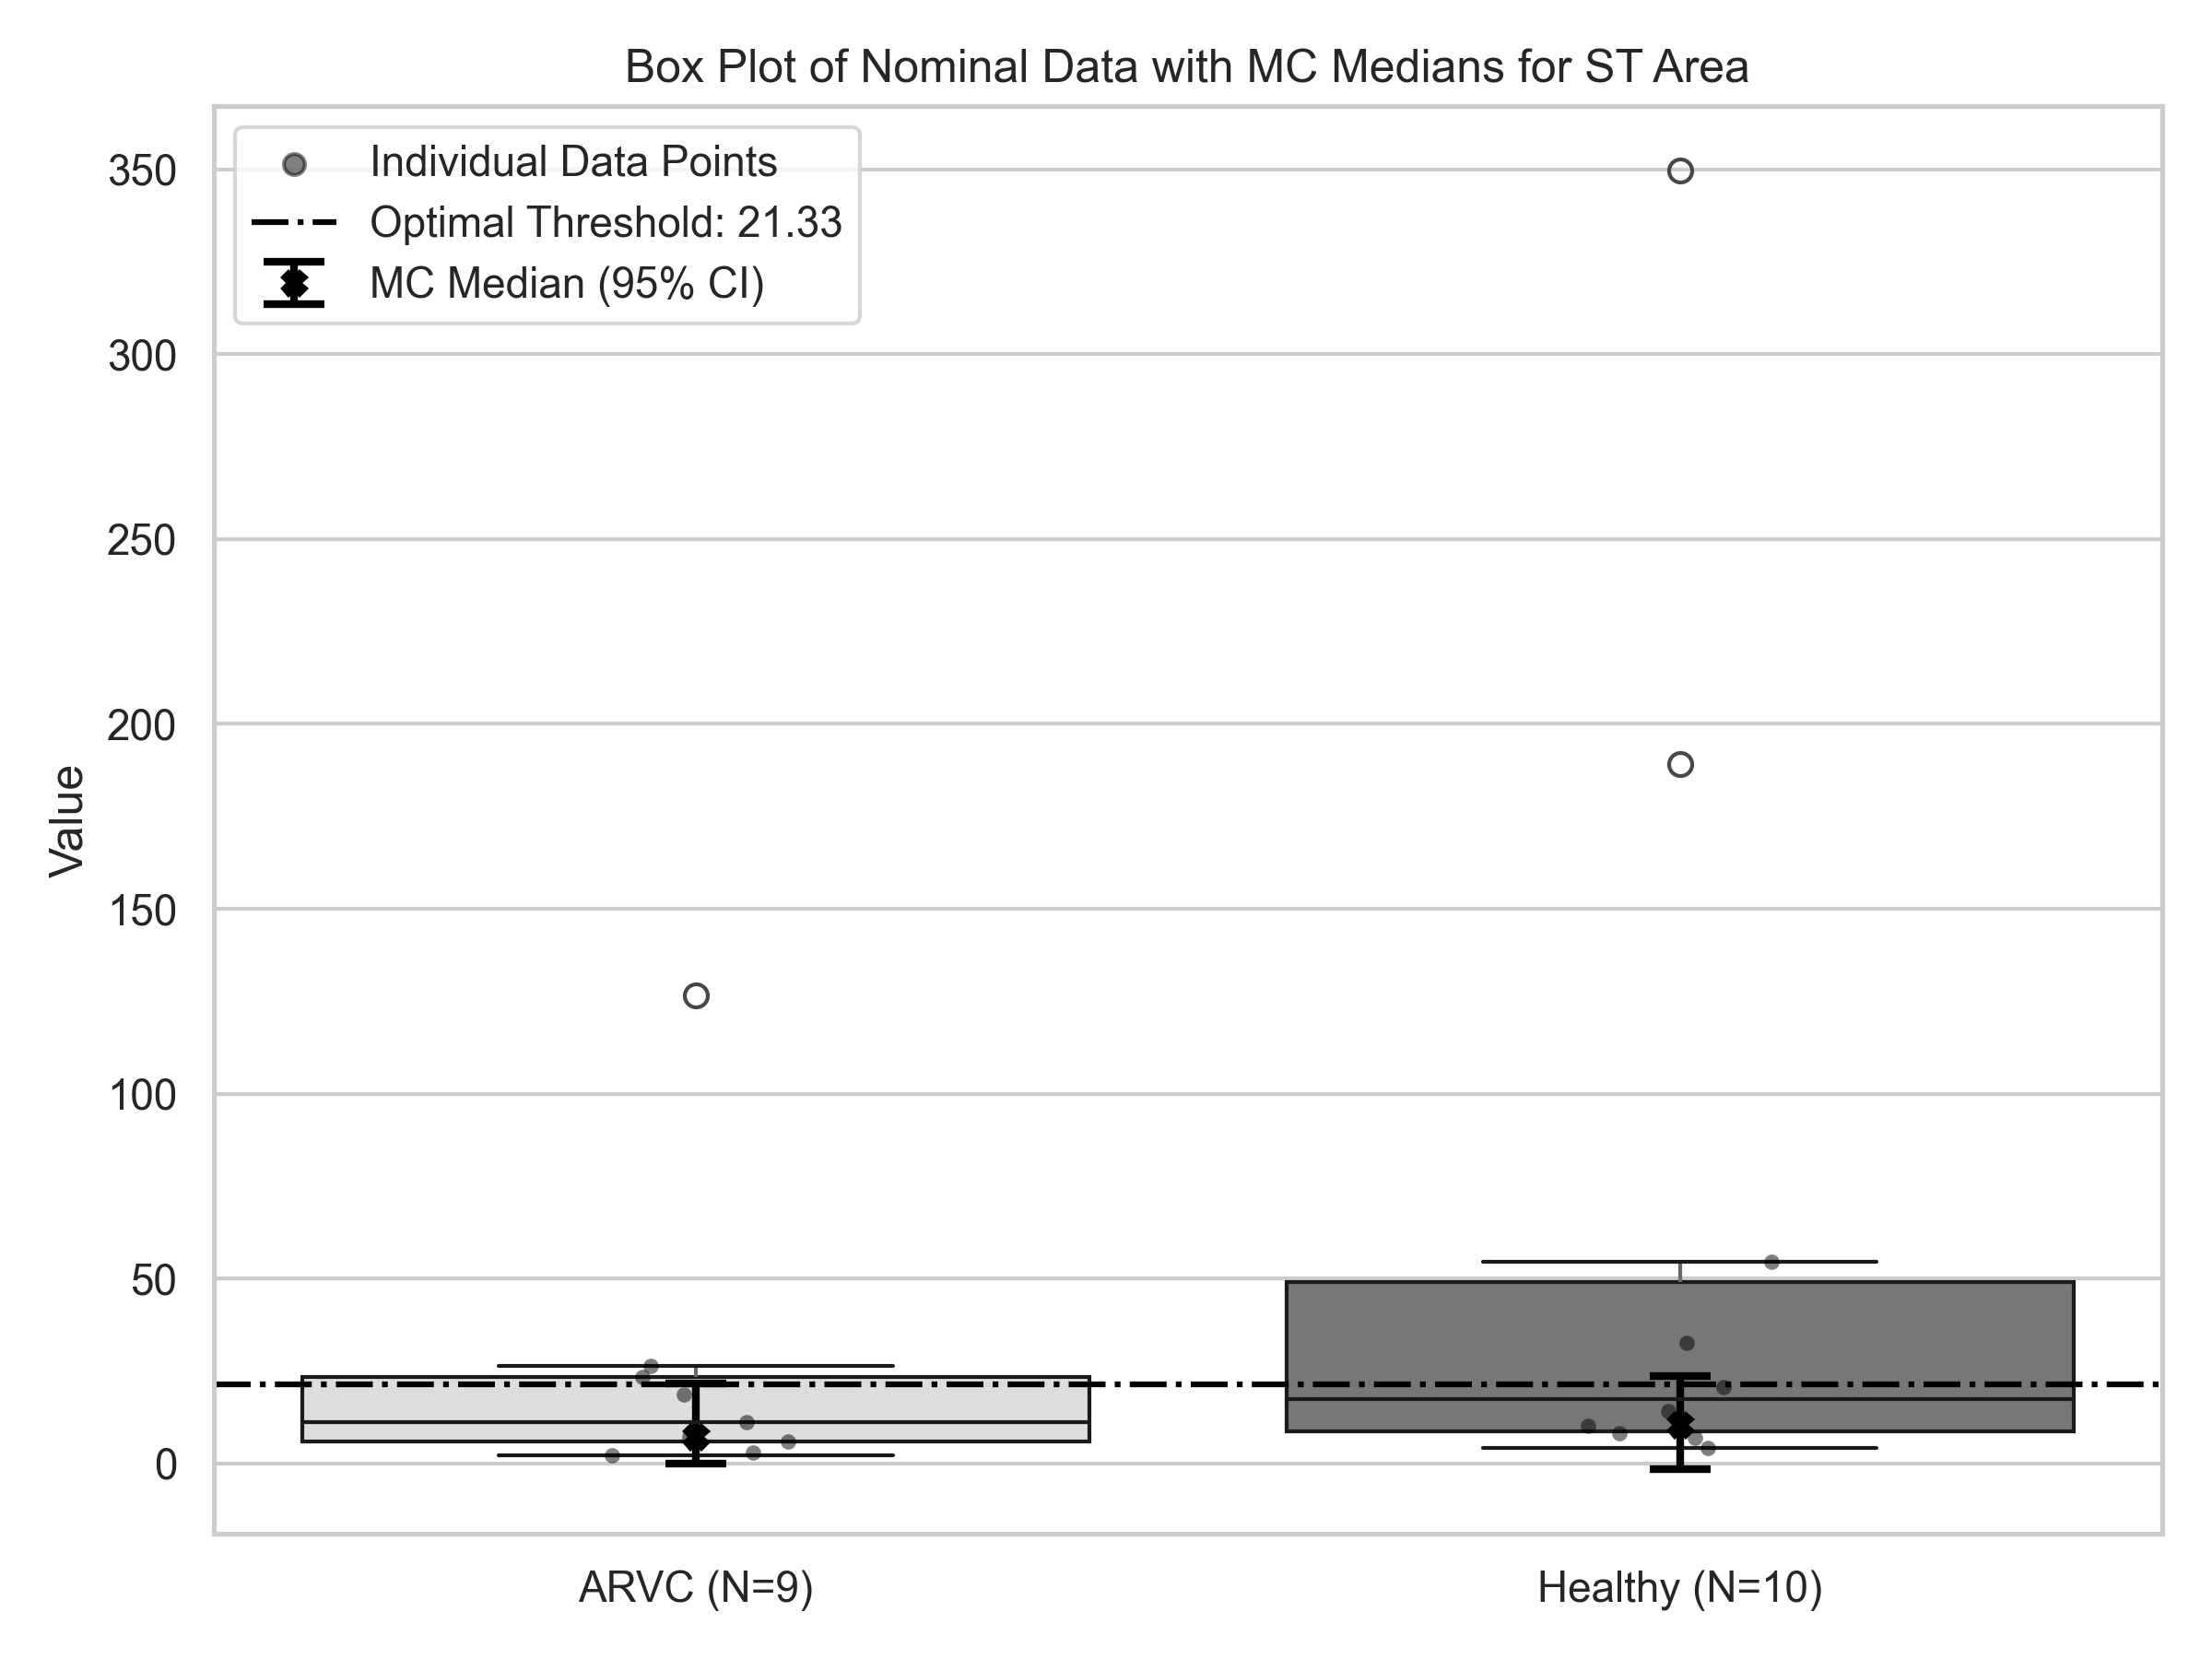 Box Plot of Nominal Data with MC Medians for ST Area
Individual Data Points
Optimal Threshold: 21.33
MC Median (95% CI)
350
300
250
200
150
100
50
0
Value
ARVC (N=9)
Healthy (N=10)